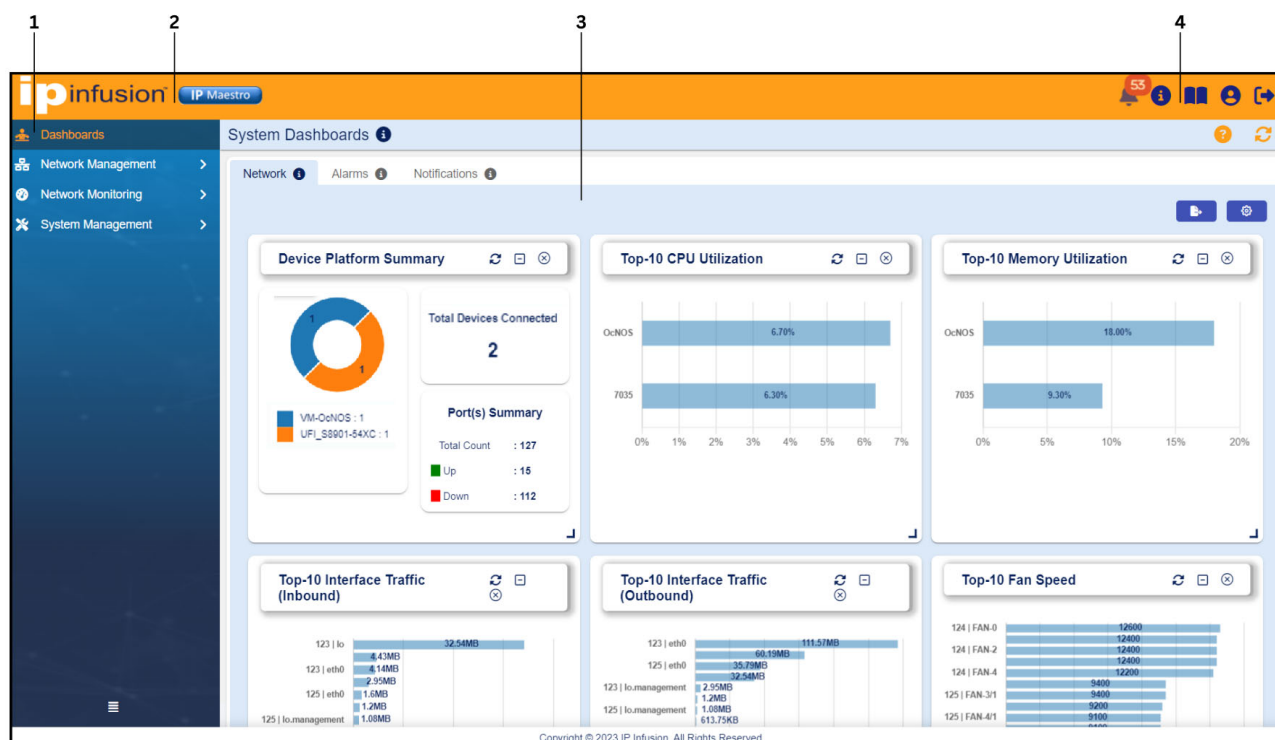 1 2 3 4
ip infusion™ IP Maestro
53
Dashboards
Network Management
Network Monitoring
System Management
System Dashboards
Network Alarms Notifications
Device Platform Summary
1
1
VM-OcNOS : 1
UFI_S8901-54XC : 1
Total Devices Connected
2
Port(s) Summary
Total Count : 127
Up : 15
Down : 112
Top-10 CPU Utilization
OcNOS 6.70%
7035 6.30%
0% 1% 2% 3% 4% 5% 6% 7%
Top-10 Memory Utilization
OcNOS 18.00%
7035 9.30%
0% 5% 10% 15% 20%
Top-10 Interface Traffic
(Inbound)
123 | lo 32.54MB
4.43MB
123 | eth0 4.14MB
2.95MB
125 | eth0 1.6MB
1.2MB
125 | lo.management 1.08MB
Top-10 Interface Traffic
(Outbound)
123 | eth0 111.57MB
60.19MB
125 | eth0 35.79MB
32.54MB
123 | lo.management 2.95MB
1.2MB
125 | lo.management 1.08MB
613.75KB
Top-10 Fan Speed
124 | FAN-0 12600
12400
124 | FAN-2 12400
12400
124 | FAN-4 12200
9400
125 | FAN-3/1 9400
9200
125 | FAN-4/1 9100
Copyright © 2023 IP Infusion. All Rights Reserved.